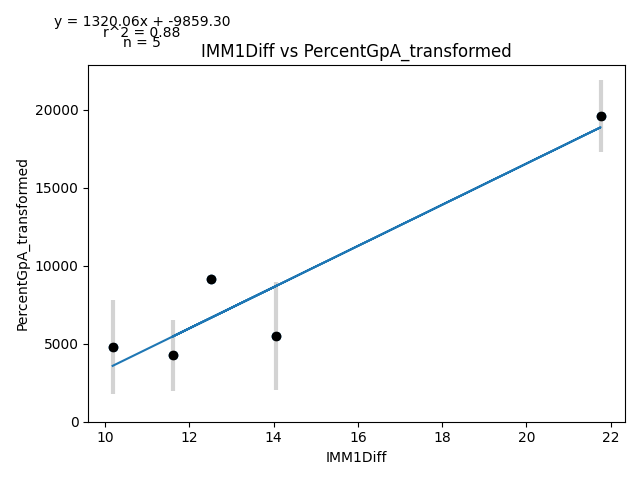 y = 1320.06x + -9859.30
r^2 = 0.88
n = 5
IMM1Diff vs PercentGpA_transformed
20000
15000
10000
5000
0
PercentGpA_transformed
10 12 14 16 18 20 22
IMM1Diff